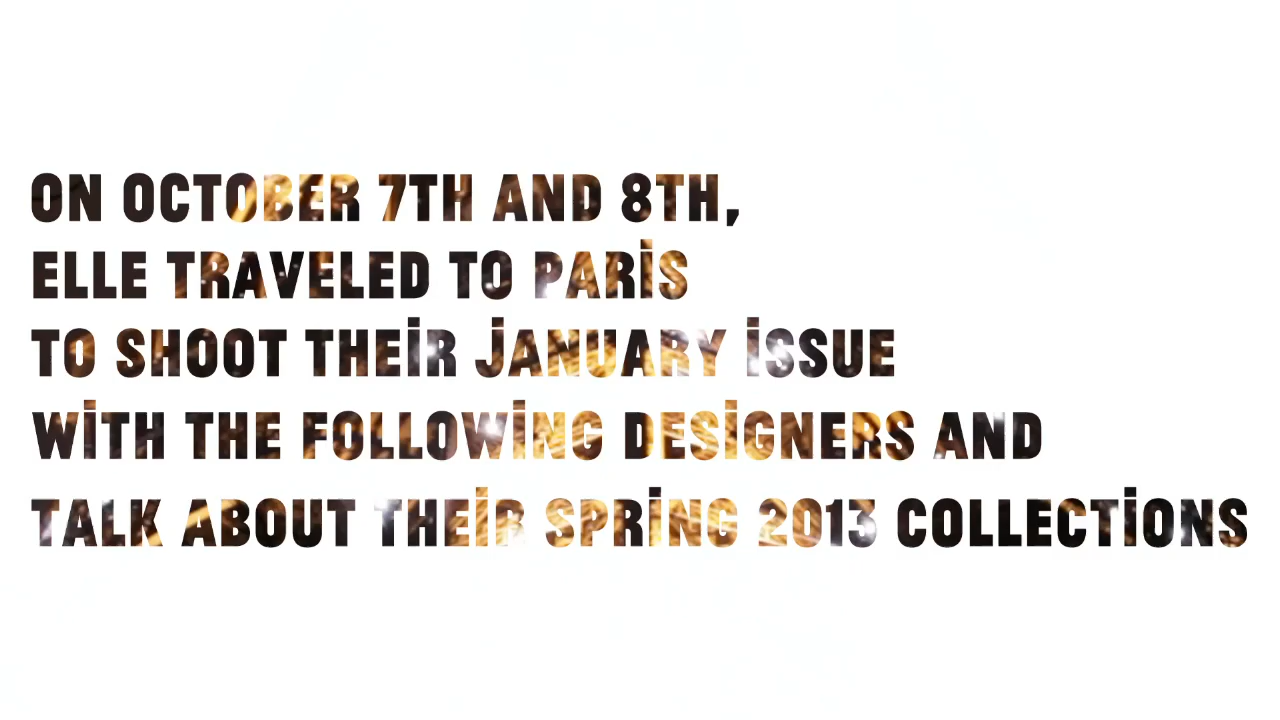 ON OCTOBER 7TH AND 8TH,
ELLE TRAVELED TO PARiS
TO SHOOT THEiR jANUARY iSSUE
WiTH THE FOLLOWiNG DESiGNERS AND
TALK ABOUT THEiR SPRiNG 2013 COLLECTiONS